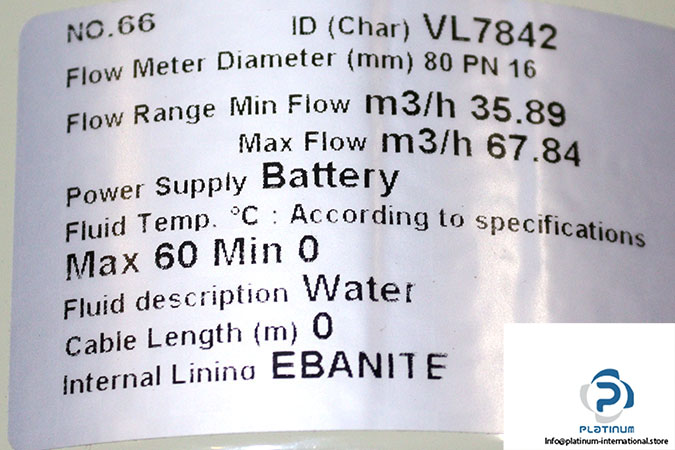 NO.66 ID (Char) VL7842
Flow Meter Diameter (mm) 80 PN 16
Flow Range Min Flow m3/h 35.89
Max Flow m3/h 67.84
Power Supply Battery
Fluid Temp. °C : According to specifications
Max 60 Min 0
Fluid description Water
Cable Length (m) 0
Internal Lining EBANITE
PLATINUM
Info@platinum-international.store